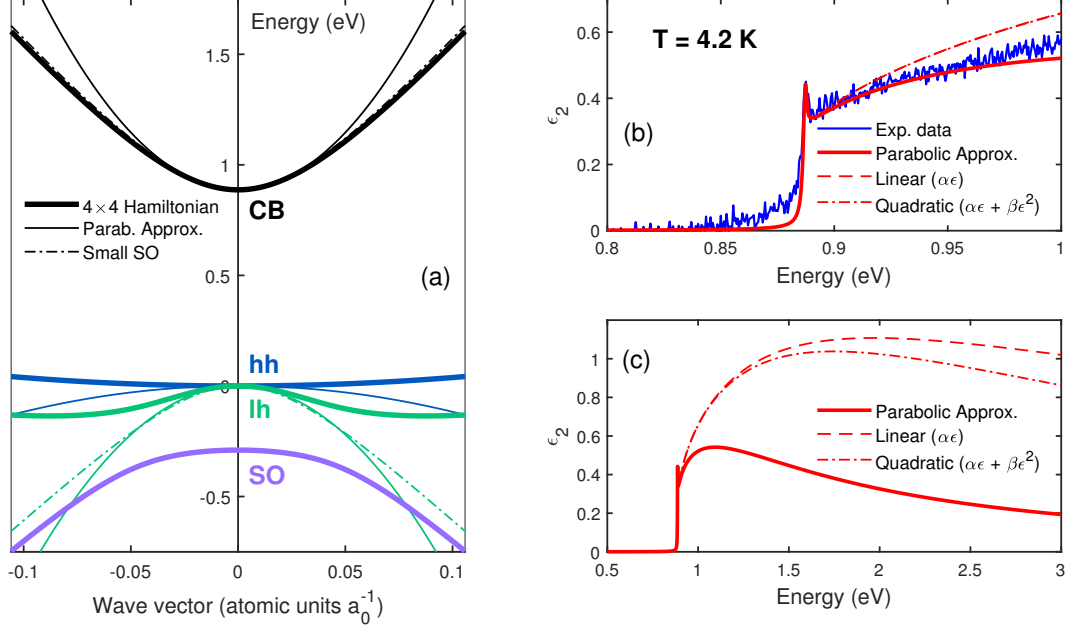 Energy (eV)
1.5
1
0.5
0
-0.5
4×4 Hamiltonian
Parab. Approx.
Small SO
CB
(a)
hh
lh
SO
-0.1
-0.05
0
0.05
0.1
Wave vector (atomic units a₀⁻¹)
T = 4.2 K
ϵ₂
0.6
0.4
0.2
0
(b)
Exp. data
Parabolic Approx.
Linear (αϵ)
Quadratic (αϵ + βϵ²)
0.8
0.85
0.9
0.95
1
Energy (eV)
ϵ₂
1
0.8
0.6
0.4
0.2
0
(c)
Parabolic Approx.
Linear (αϵ)
Quadratic (αϵ + βϵ²)
0.5
1
1.5
2
2.5
3
Energy (eV)